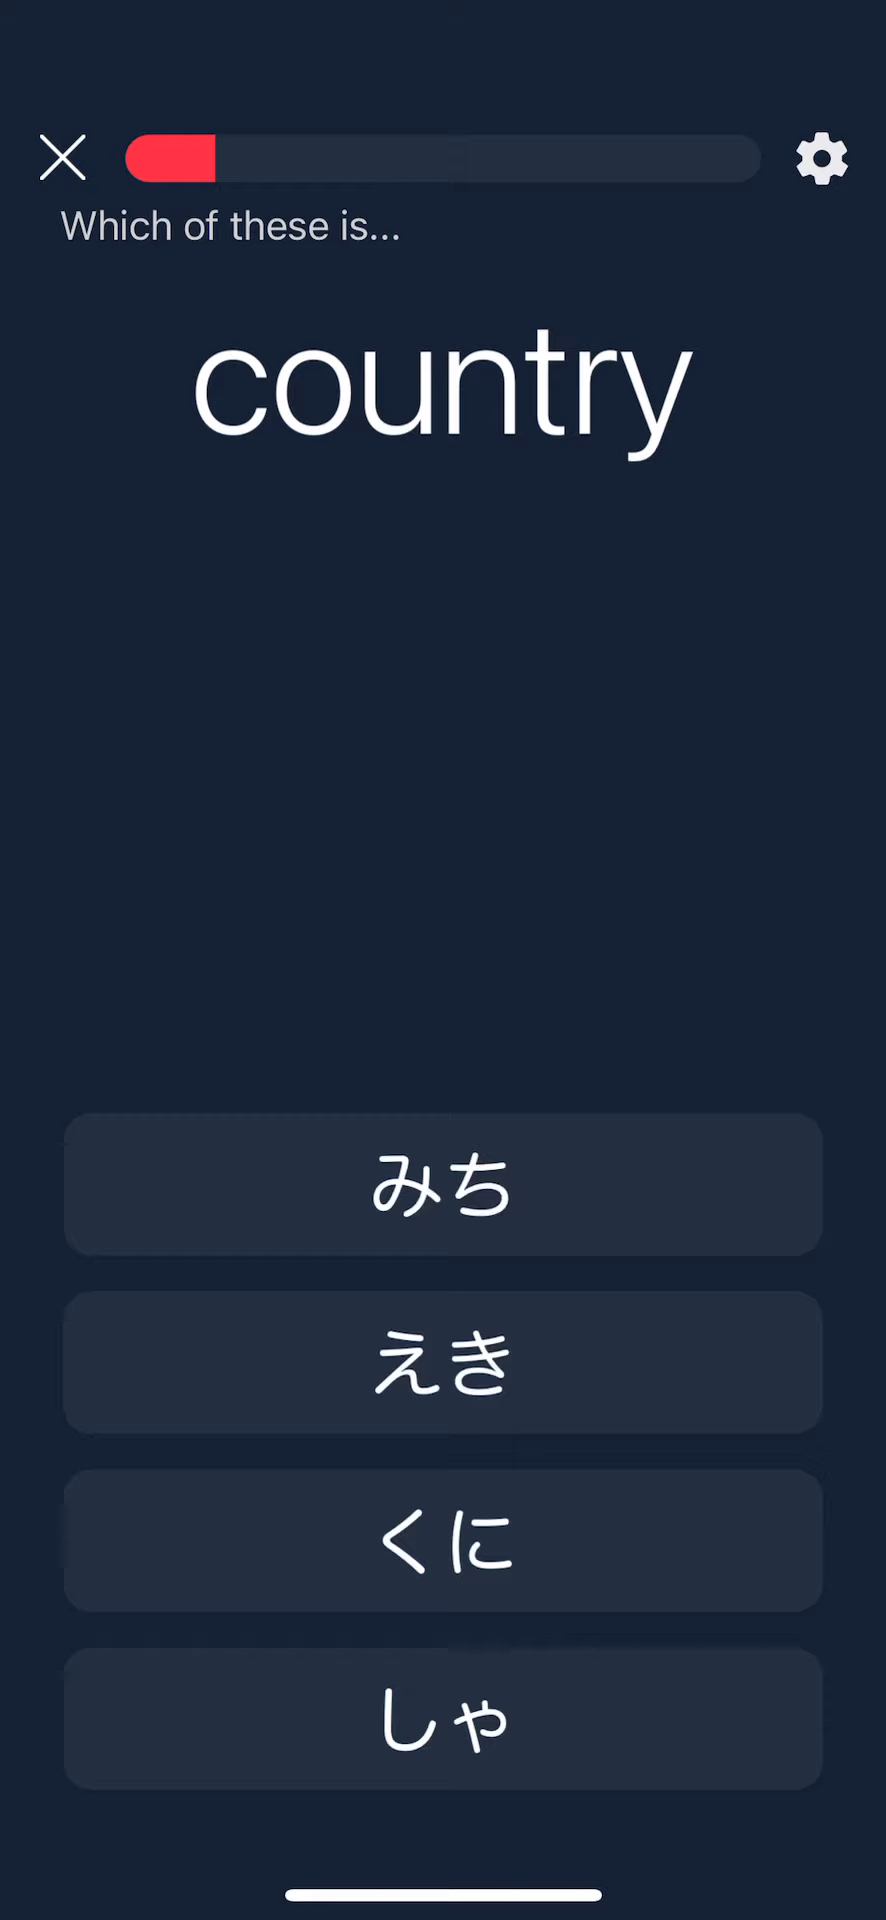 Which of these is...
country
みち
えき
くに
しゃ